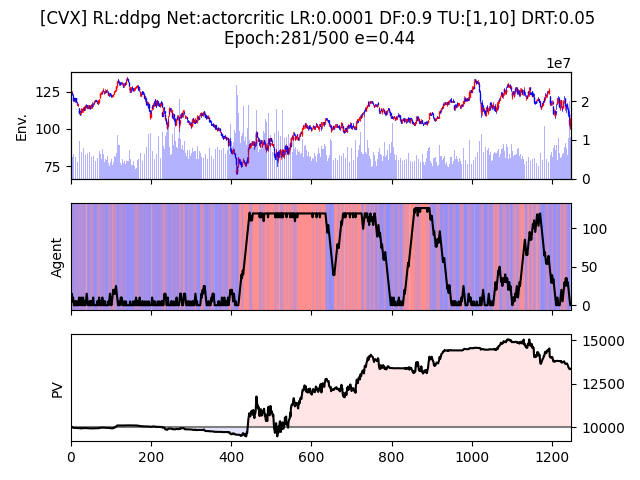 [CVX] RL:ddpg Net:actorcritic LR:0.0001 DF:0.9 TU:[1,10] DRT:0.05
Epoch:281/500 e=0.44
1e7
Env.
125
100
75
2
1
0
Agent
100
50
0
PV
15000
12500
10000
0 200 400 600 800 1000 1200